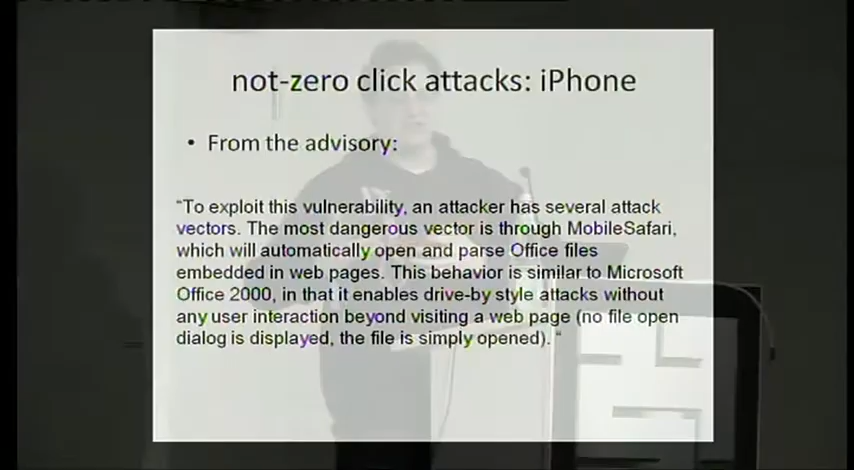 not-zero click attacks: iPhone
• From the advisory:
“To exploit this vulnerability, an attacker has several attack
vectors. The most dangerous vector is through MobileSafari,
which will automatically open and parse Office files
embedded in web pages. This behavior is similar to Microsoft
Office 2000, in that it enables drive-by style attacks without
any user interaction beyond visiting a web page (no file open
dialog is displayed, the file is simply opened). “